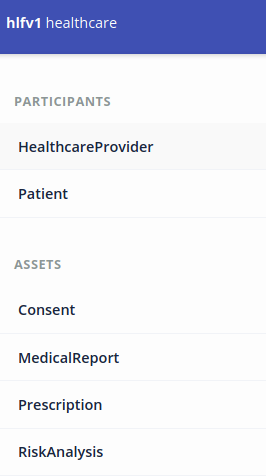 hlfv1 healthcare
PARTICIPANTS
HealthcareProvider
Patient
ASSETS
Consent
MedicalReport
Prescription
RiskAnalysis